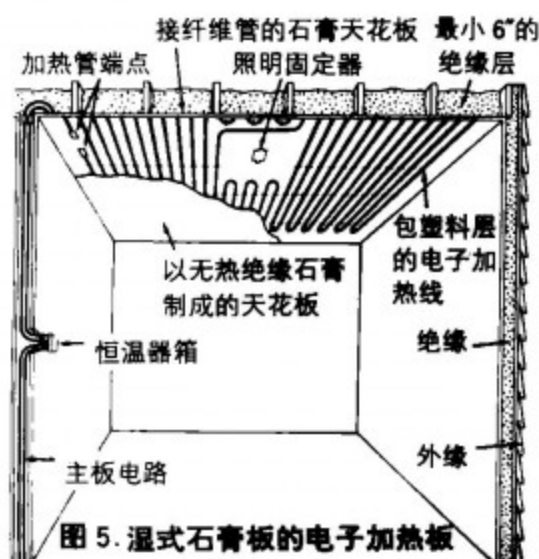 接纤维管的石膏天花板
最小 6″的
绝缘层
加热管端点
照明固定器
包塑料层
的电子加
热线
以无热绝缘石膏
制成的天花板
恒温器箱
绝缘
外缘
主板电路
图 5. 湿式石膏板的电子加热板